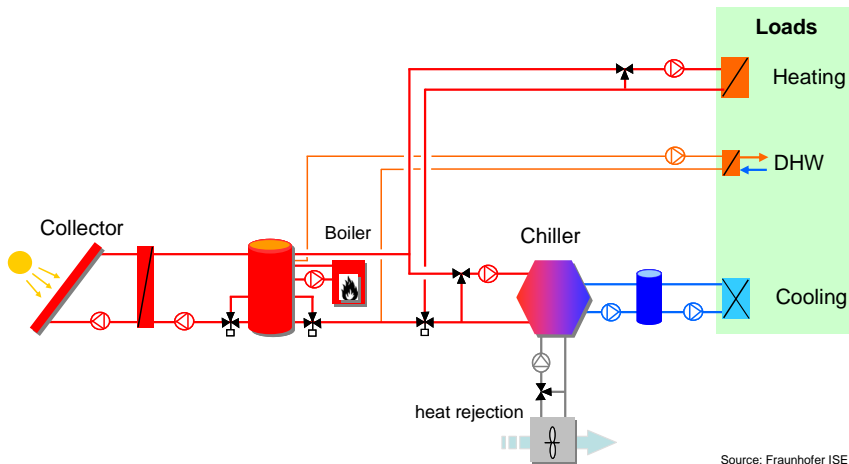 Loads
Heating
DHW
Collector
Boiler
Chiller
Cooling
heat rejection
Source: Fraunhofer ISE